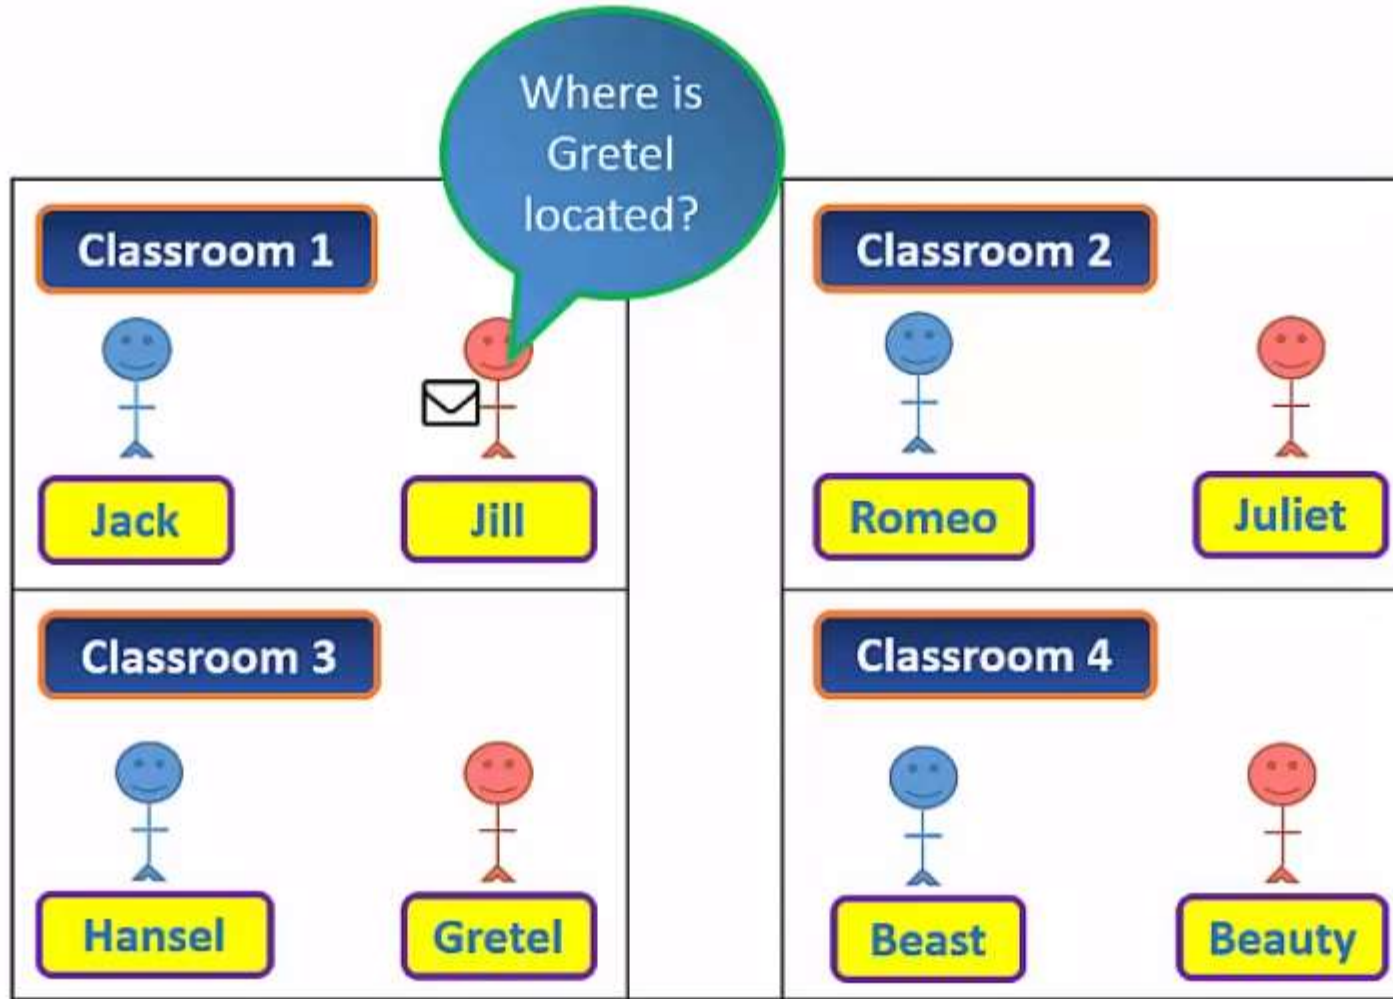 Where is
Gretel
located?
Classroom 1
Classroom 2
Jack
Jill
Romeo
Juliet
Classroom 3
Classroom 4
Hansel
Gretel
Beast
Beauty